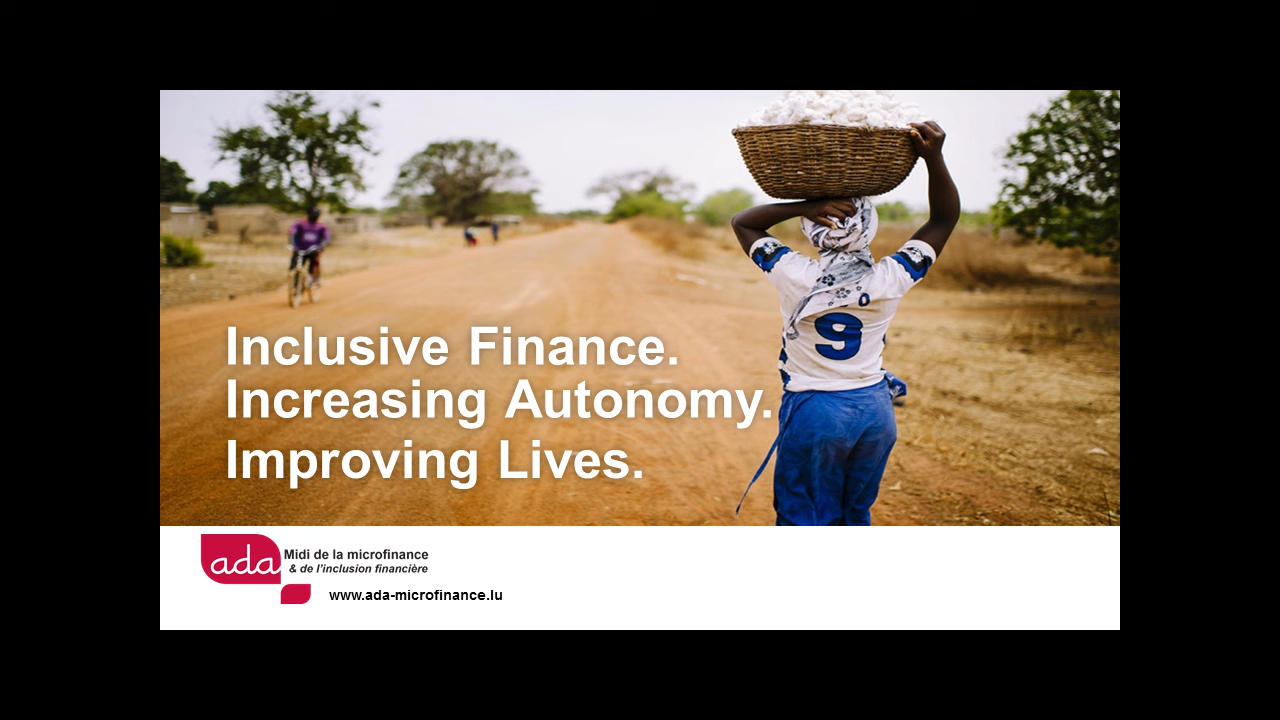 9
Inclusive Finance.
Increasing Autonomy.
Improving Lives.
ada
Midi de la microfinance
& de l'inclusion financière
www.ada-microfinance.lu